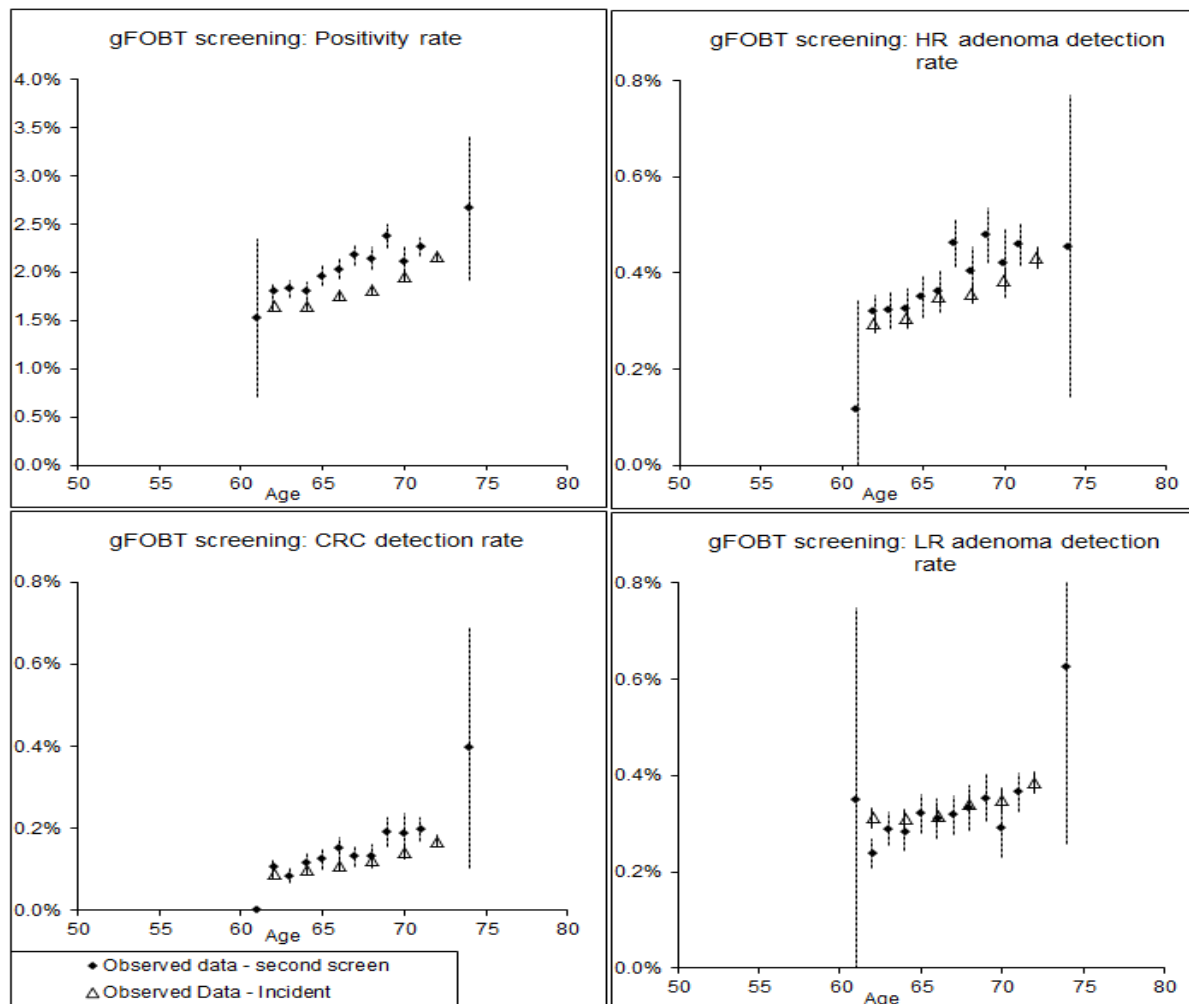 gFOBT screening: Positivity rate
4.0%
3.5%
3.0%
2.5%
2.0%
1.5%
1.0%
0.5%
0.0%
50 55 60 65 70 75 80
Age
gFOBT screening: HR adenoma detection
rate
0.8%
0.6%
0.4%
0.2%
0.0%
50 55 60 65 70 75 80
Age
gFOBT screening: CRC detection rate
0.8%
0.6%
0.4%
0.2%
0.0%
50 55 60 65 70 75 80
Age
Observed data - second screen
Observed Data - Incident
gFOBT screening: LR adenoma detection
rate
0.8%
0.6%
0.4%
0.2%
0.0%
50 55 60 65 70 75 80
Age